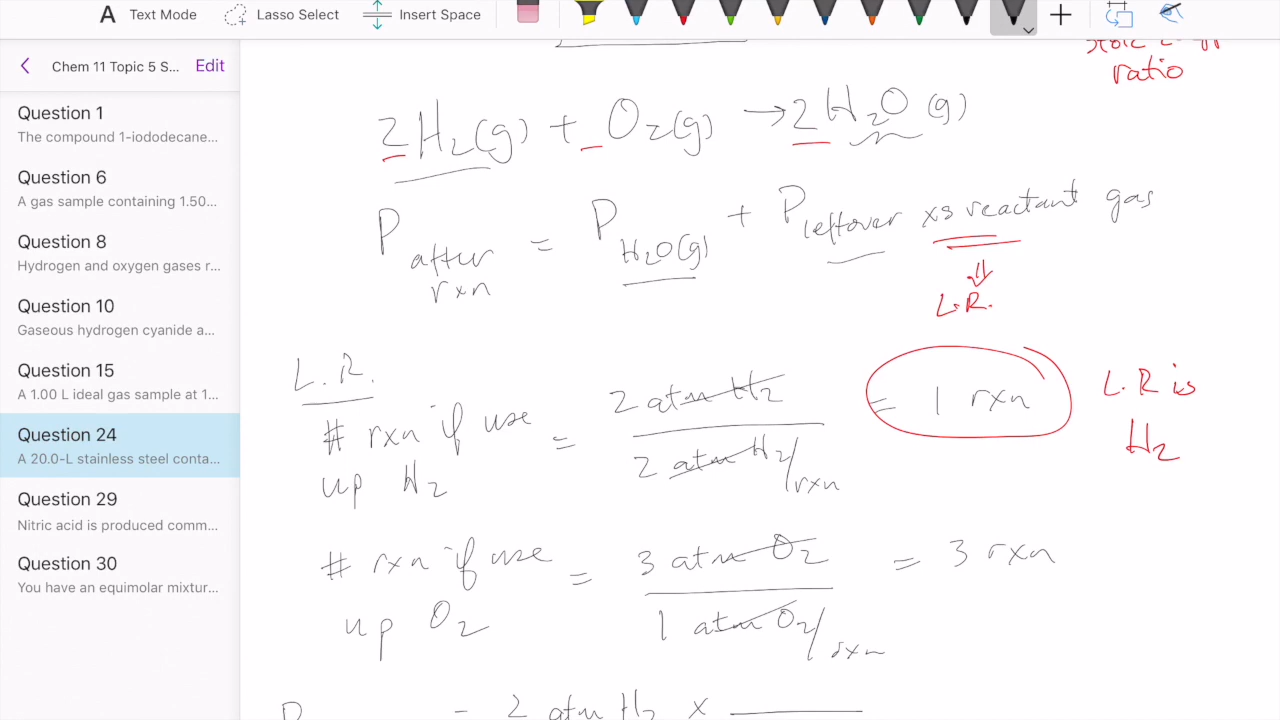 A Text Mode Lasso Select Insert Space
Chem 11 Topic 5 S... Edit
Question 1
The compound 1-iododecane...
Question 6
A gas sample containing 1.50...
Question 8
Hydrogen and oxygen gases r...
Question 10
Gaseous hydrogen cyanide a...
Question 15
A 1.00 L ideal gas sample at 1...
Question 24
A 20.0-L stainless steel conta...
Question 29
Nitric acid is produced comm...
Question 30
You have an equimolar mixtur...
ratio
2H₂(g) + O₂(g) → 2H₂O(g)
P after rxn = P H₂O(g) + P leftover xs reactant gas
⇓
L.R.
L.R.
# rxn if use up H₂ = 2 atm H₂ / 2 atm H₂/rxn = 1 rxn
L.R is H₂
# rxn if use up O₂ = 3 atm O₂ / 1 atm O₂/rxn = 3 rxn
= 2 atm H₂ ×